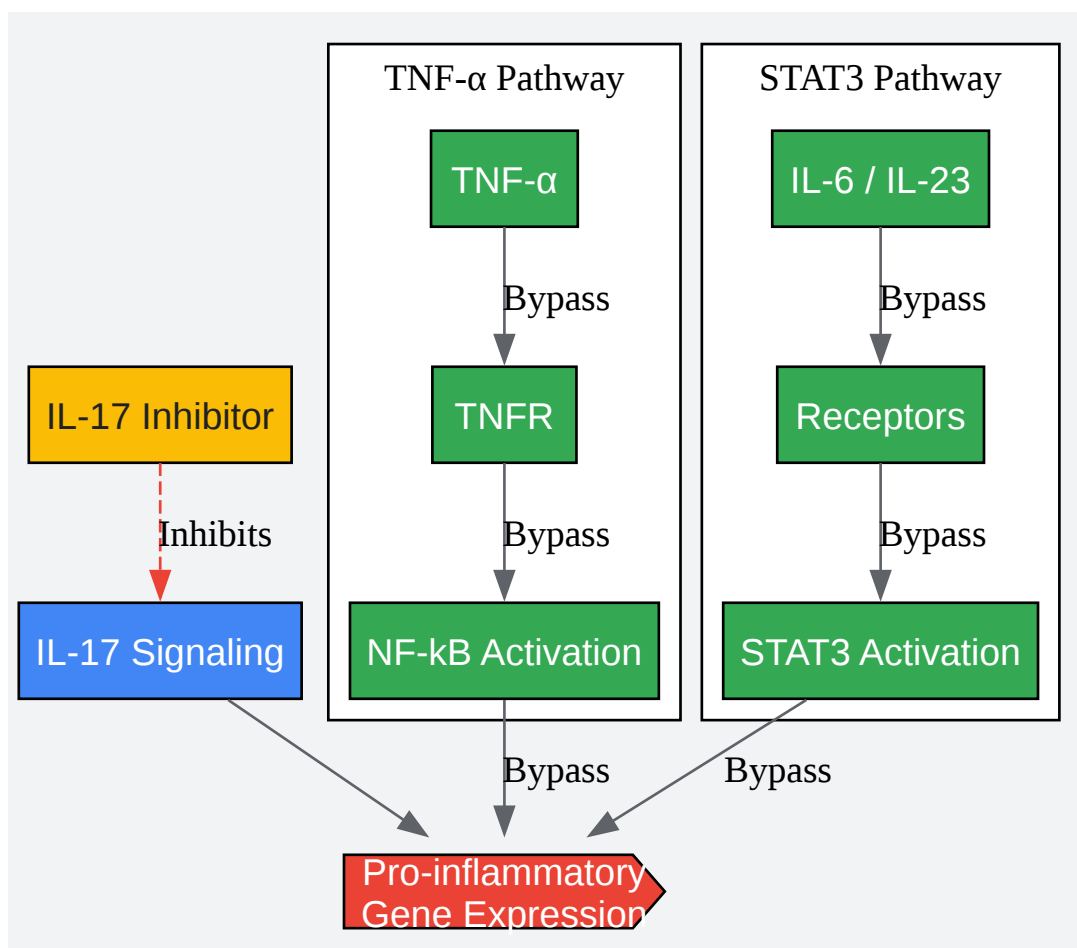 TNF-α Pathway
STAT3 Pathway
TNF-α
IL-6 / IL-23
Bypass
Bypass
IL-17 Inhibitor
TNFR
Receptors
Inhibits
Bypass
Bypass
IL-17 Signaling
NF-kB Activation
STAT3 Activation
Bypass
Bypass
Pro-inflammatory
Gene Expression